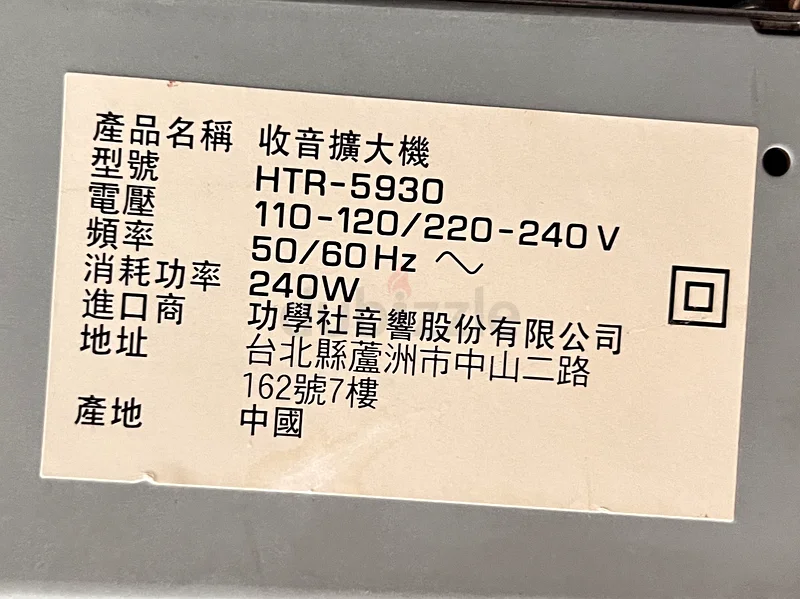 產品名稱 收音擴大機
型號 HTR-5930
電壓 110-120/220-240 V
頻率 50/60 Hz ～
消耗功率 240W
進口商 功學社音響股份有限公司
地址 台北縣蘆洲市中山二路
162號7樓
產地 中國
bizzle